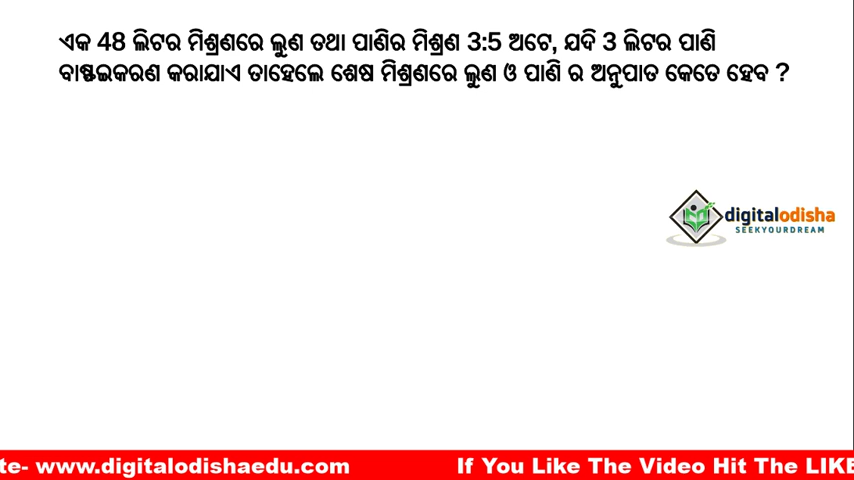 ଏକ 48 ଲିଟର ମିଶ୍ରଣରେ ଲୁଣ ତଥା ପାଣିର ମିଶ୍ରଣ 3:5 ଅଟେ, ଯଦି 3 ଲିଟର ପାଣି
ବାଷ୍ପଇକରଣ କରାଯାଏ ତାହେଲେ ଶେଷ ମିଶ୍ରଣରେ ଲୁଣ ଓ ପାଣି ର ଅନୁପାତ କେତେ ହେବ ?
digitalodisha
SEEKYOURDREAM
te- www.digitalodishaedu.com If You Like The Video Hit The LIKE